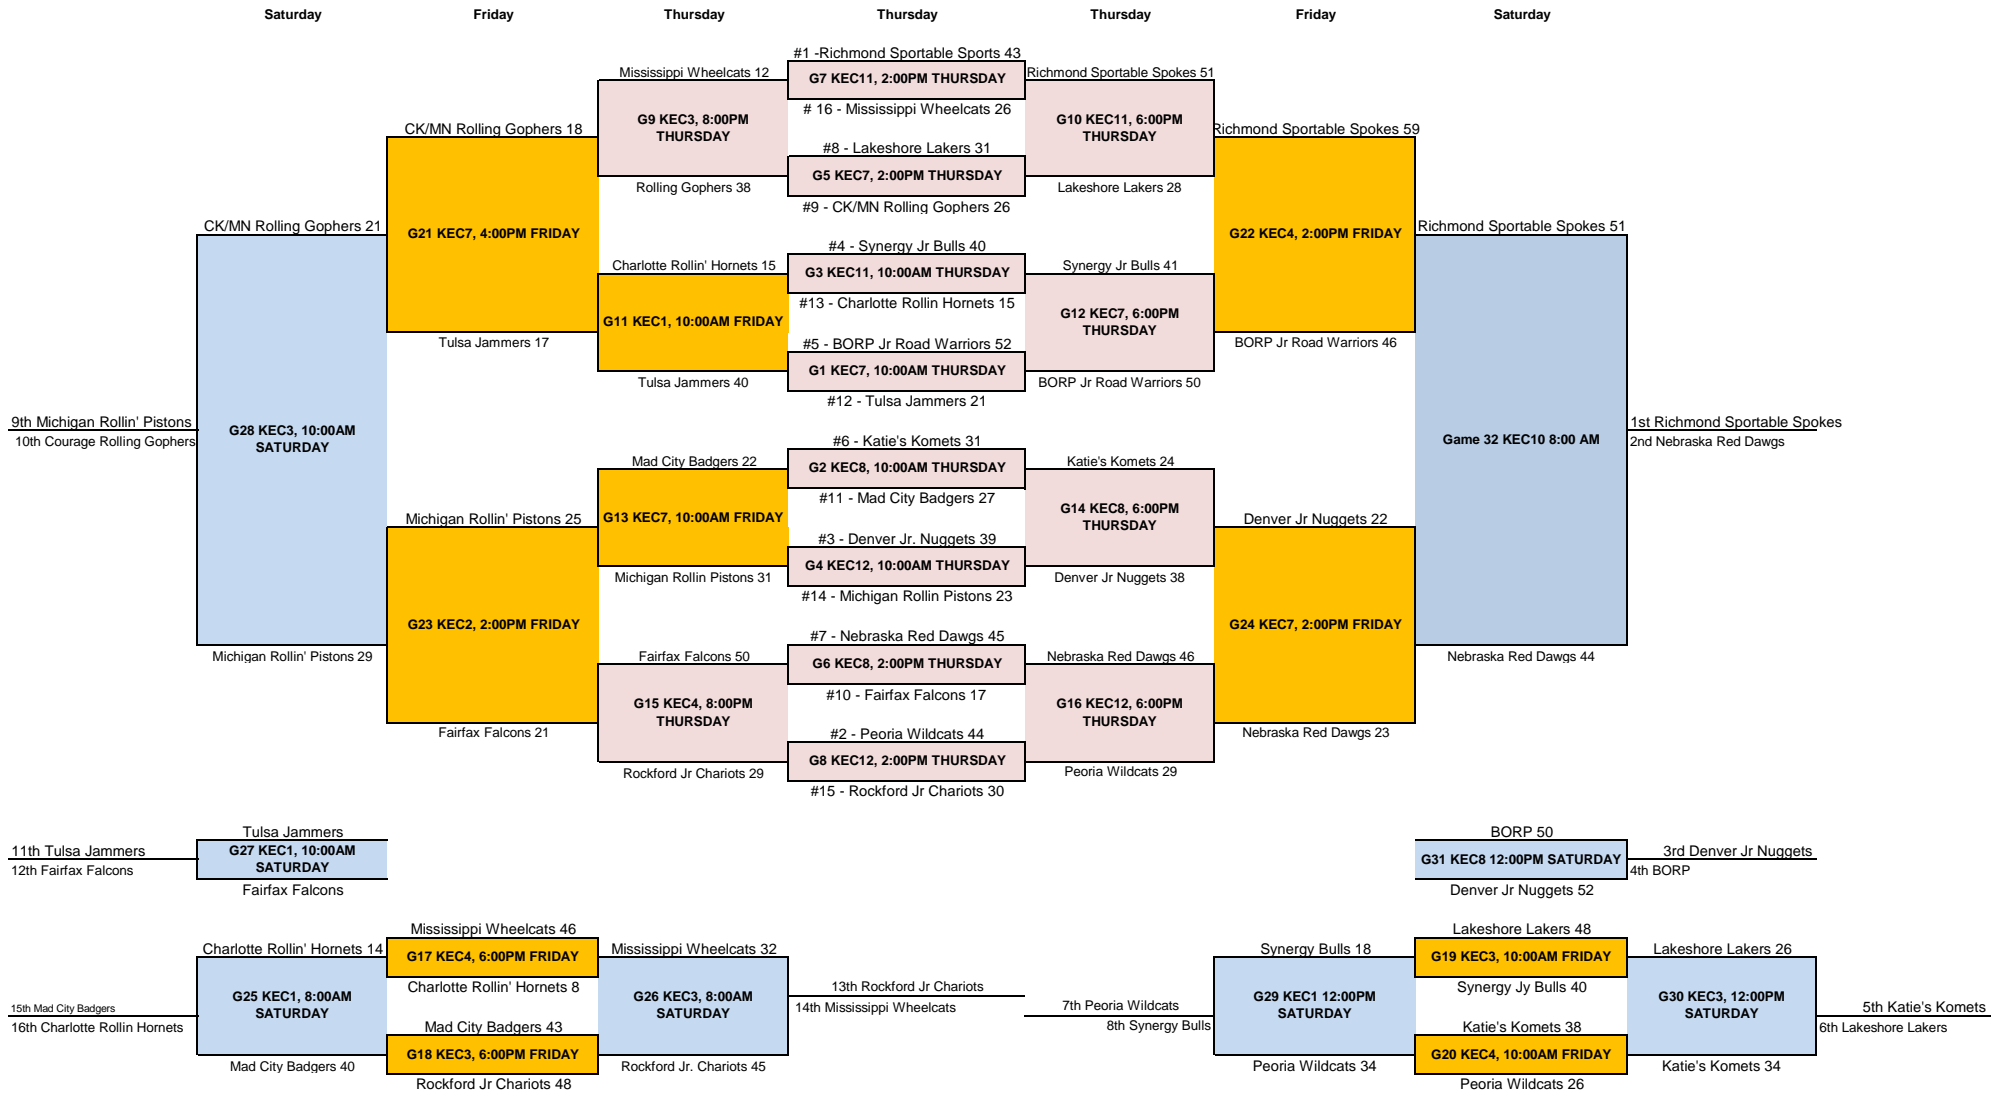 Saturday Friday Thursday Thursday Thursday Friday Saturday
#1 -Richmond Sportable Sports 43
Mississippi Wheelcats 12
G7 KEC11, 2:00PM THURSDAY
Richmond Sportable Spokes 51
# 16 - Mississippi Wheelcats 26
G9 KEC3, 8:00PM
THURSDAY
G10 KEC11, 6:00PM
THURSDAY
CK/MN Rolling Gophers 18
Richmond Sportable Spokes 59
#8 - Lakeshore Lakers 31
G5 KEC7, 2:00PM THURSDAY
Rolling Gophers 38
Lakeshore Lakers 28
#9 - CK/MN Rolling Gophers 26
CK/MN Rolling Gophers 21
G21 KEC7, 4:00PM FRIDAY
G22 KEC4, 2:00PM FRIDAY
Richmond Sportable Spokes 51
#4 - Synergy Jr Bulls 40
Charlotte Rollin' Hornets 15
G3 KEC11, 10:00AM THURSDAY
Synergy Jr Bulls 41
#13 - Charlotte Rollin Hornets 15
G11 KEC1, 10:00AM FRIDAY
G12 KEC7, 6:00PM
THURSDAY
Tulsa Jammers 17
#5 - BORP Jr Road Warriors 52
BORP Jr Road Warriors 46
G1 KEC7, 10:00AM THURSDAY
Tulsa Jammers 40
BORP Jr Road Warriors 50
#12 - Tulsa Jammers 21
9th Michigan Rollin' Pistons
10th Courage Rolling Gophers
G28 KEC3, 10:00AM
SATURDAY
Game 32 KEC10 8:00 AM
1st Richmond Sportable Spokes
2nd Nebraska Red Dawgs
#6 - Katie's Komets 31
Mad City Badgers 22
G2 KEC8, 10:00AM THURSDAY
Katie's Komets 24
#11 - Mad City Badgers 27
Michigan Rollin' Pistons 25
G13 KEC7, 10:00AM FRIDAY
G14 KEC8, 6:00PM
THURSDAY
Denver Jr Nuggets 22
#3 - Denver Jr. Nuggets 39
G4 KEC12, 10:00AM THURSDAY
Michigan Rollin Pistons 31
Denver Jr Nuggets 38
#14 - Michigan Rollin Pistons 23
G23 KEC2, 2:00PM FRIDAY
G24 KEC7, 2:00PM FRIDAY
#7 - Nebraska Red Dawgs 45
Michigan Rollin' Pistons 29
Fairfax Falcons 50
G6 KEC8, 2:00PM THURSDAY
Nebraska Red Dawgs 46
Nebraska Red Dawgs 44
#10 - Fairfax Falcons 17
G15 KEC4, 8:00PM
THURSDAY
G16 KEC12, 6:00PM
THURSDAY
Fairfax Falcons 21
#2 - Peoria Wildcats 44
Nebraska Red Dawgs 23
G8 KEC12, 2:00PM THURSDAY
Rockford Jr Chariots 29
Peoria Wildcats 29
#15 - Rockford Jr Chariots 30
Tulsa Jammers
11th Tulsa Jammers
12th Fairfax Falcons
G27 KEC1, 10:00AM
SATURDAY
Fairfax Falcons
BORP 50
G31 KEC8 12:00PM SATURDAY
3rd Denver Jr Nuggets
4th BORP
Denver Jr Nuggets 52
Mississippi Wheelcats 46
Charlotte Rollin' Hornets 14
G17 KEC4, 6:00PM FRIDAY
Mississippi Wheelcats 32
Charlotte Rollin' Hornets 8
G25 KEC1, 8:00AM
SATURDAY
G26 KEC3, 8:00AM
SATURDAY
13th Rockford Jr Chariots
14th Mississippi Wheelcats
15th Mad City Badgers
16th Charlotte Rollin Hornets
Mad City Badgers 43
G18 KEC3, 6:00PM FRIDAY
Mad City Badgers 40
Rockford Jr. Chariots 45
Rockford Jr Chariots 48
Lakeshore Lakers 48
Synergy Bulls 18
G19 KEC3, 10:00AM FRIDAY
Lakeshore Lakers 26
Synergy Jy Bulls 40
7th Peoria Wildcats
8th Synergy Bulls
G29 KEC1 12:00PM
SATURDAY
G30 KEC3, 12:00PM
SATURDAY
5th Katie's Komets
6th Lakeshore Lakers
Katie's Komets 38
G20 KEC4, 10:00AM FRIDAY
Peoria Wildcats 34
Katie's Komets 34
Peoria Wildcats 26